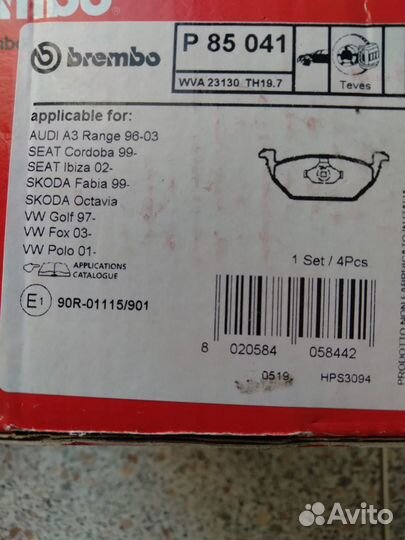 mbo
brembo
P 85 041
WVA 23130 TH19.7
Teves
applicable for:
AUDI A3 Range 96-03
SEAT Cordoba 99-
SEAT Ibiza 02-
SKODA Fabia 99-
SKODA Octavia
VW Golf 97-
VW Fox 03-
VW Polo 01-
APPLICATIONS
CATALOGUE
1 Set / 4Pcs
E1 90R-01115/901
8 020584 058442
0519 HPS3094
Avito